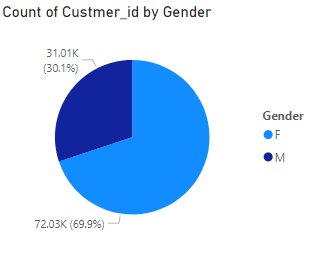 Count of Custmer_id by Gender
31.01K
(30.1%)
Gender
F
M
72.03K (69.9%)